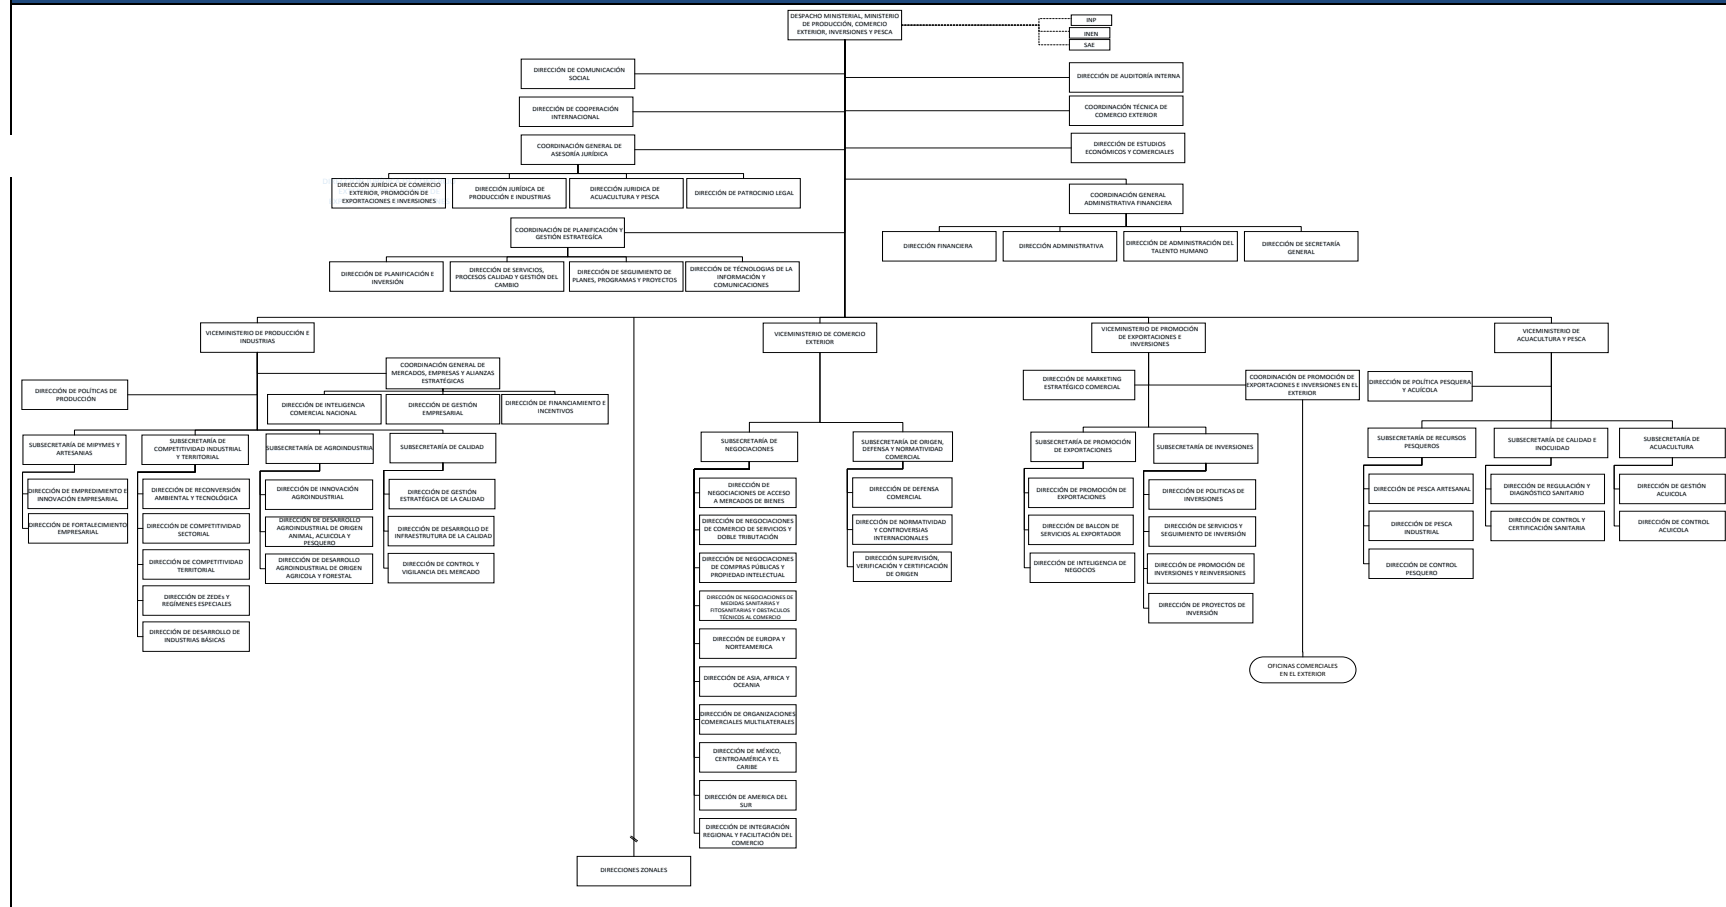 DESPACHO MINISTERIAL, MINISTERIO
DE PRODUCCIÓN, COMERCIO
EXTERIOR, INVERSIONES Y PESCA
INP
INEN
SAE
DIRECCIÓN DE COMUNICACIÓN
SOCIAL
DIRECCIÓN DE AUDITORÍA INTERNA
DIRECCIÓN DE COOPERACIÓN
INTERNACIONAL
COORDINACIÓN TÉCNICA DE
COMERCIO EXTERIOR
COORDINACIÓN GENERAL DE
ASESORÍA JURÍDICA
DIRECCIÓN DE ESTUDIOS
ECONÓMICOS Y COMERCIALES
DIRECCIÓN JURÍDICA DE COMERCIO
EXTERIOR, PROMOCIÓN DE
EXPORTACIONES E INVERSIONES
DIRECCIÓN JURÍDICA DE
PRODUCCIÓN E INDUSTRIAS
DIRECCIÓN JURIDICA DE
ACUACULTURA Y PESCA
DIRECCIÓN DE PATROCINIO LEGAL
COORDINACIÓN GENERAL
ADMINISTRATIVA FINANCIERA
COORDINACIÓN DE PLANIFICACIÓN Y
GESTIÓN ESTRATEGÍCA
DIRECCIÓN FINANCIERA
DIRECCIÓN ADMINISTRATIVA
DIRECCIÓN DE ADMINISTRACIÓN DEL
TALENTO HUMANO
DIRECCIÓN DE SECRETARÍA
GENERAL
DIRECCIÓN DE PLANIFICACIÓN E
INVERSIÓN
DIRECCIÓN DE SERVICIOS,
PROCESOS CALIDAD Y GESTIÓN DEL
CAMBIO
DIRECCIÓN DE SEGUIMIENTO DE
PLANES, PROGRAMAS Y PROYECTOS
DIRECCIÓN DE TÉCNOLOGIAS DE LA
INFORMACIÓN Y
COMUNICACIONES
VICEMINISTERIO DE PRODUCCIÓN E
INDUSTRIAS
VICEMINISTERIO DE COMERCIO
EXTERIOR
VICEMINISTERIO DE PROMOCIÓN
DE EXPORTACIONES E
INVERSIONES
VICEMINISTERIO DE
ACUACULTURA Y PESCA
COORDINACIÓN GENERAL DE
MERCADOS, EMPRESAS Y ALIANZAS
ESTRATÉGICAS
DIRECCIÓN DE POLÍTICAS DE
PRODUCCIÓN
DIRECCIÓN DE INTELIGENCIA
COMERCIAL NACIONAL
DIRECCIÓN DE GESTIÓN
EMPRESARIAL
DIRECCIÓN DE FINANCIAMIENTO E
INCENTIVOS
DIRECCIÓN DE MARKETING
ESTRATÉGICO COMERCIAL
COORDINACIÓN DE PROMOCIÓN DE
EXPORTACIONES E INVERSIONES EN EL
EXTERIOR
DIRECCIÓN DE POLÍTICA PESQUERA
Y ACUÍCOLA
SUBSECRETARÍA DE MIPYMES Y
ARTESANIAS
SUBSECRETARÍA DE
COMPETITIVIDAD INDUSTRIAL
Y TERRITORIAL
SUBSECRETARÍA DE AGROINDUSTRIA
SUBSECRETARÍA DE CALIDAD
SUBSECRETARÍA DE
NEGOCIACIONES
SUBSECRETARÍA DE ORIGEN,
DEFENSA Y NORMATIVIDAD
COMERCIAL
SUBSECRETARÍA DE PROMOCIÓN
DE EXPORTACIONES
SUBSECRETARÍA DE INVERSIONES
SUBSECRETARÍA DE RECURSOS
PESQUEROS
SUBSECRETARÍA DE CALIDAD E
INOCUIDAD
SUBSECRETARÍA DE
ACUACULTURA
DIRECCIÓN DE EMPREDIMIENTO E
INNOVACIÓN EMPRESARIAL
DIRECCIÓN DE FORTALECIMIENTO
EMPRESARIAL
DIRECCIÓN DE RECONVERSIÓN
AMBIENTAL Y TECNOLÓGICA
DIRECCIÓN DE COMPETITIVIDAD
SECTORIAL
DIRECCIÓN DE COMPETITIVIDAD
TERRITORIAL
DIRECCIÓN DE ZEDEs Y
REGÍMENES ESPECIALES
DIRECCIÓN DE DESARROLLO DE
INDUSTRIAS BÁSICAS
DIRECCIÓN DE INNOVACIÓN
AGROINDUSTRIAL
DIRECCIÓN DE DESARROLLO
AGROINDUSTRIAL DE ORIGEN
ANIMAL, ACUICOLA Y
PESQUERO
DIRECCIÓN DE DESARROLLO
AGROINDUSTRIAL DE ORIGEN
AGRICOLA Y FORESTAL
DIRECCIÓN DE GESTIÓN
ESTRATÉGICA DE LA CALIDAD
DIRECCIÓN DE DESARROLLO DE
INFRAESTRUTURA DE LA CALIDAD
DIRECCIÓN DE CONTROL Y
VIGILANCIA DEL MERCADO
DIRECCIÓN DE
NEGOCIACIONES DE ACCESO
A MERCADOS DE BIENES
DIRECCIÓN DE NEGOCIACIONES
DE COMERCIO DE SERVICIOS Y
DOBLE TRIBUTACIÓN
DIRECCIÓN DE NEGOCIACIONES
DE COMPRAS PÚBLICAS Y
PROPIEDAD INTELECTUAL
DIRECCIÓN DE NEGOCIACIONES DE
MEDIDAS SANITARIAS Y
FITOSANITARIAS Y OBSTACULOS
TÉCNICOS AL COMERCIO
DIRECCIÓN DE EUROPA Y
NORTEAMERICA
DIRECCIÓN DE ASIA, AFRICA Y
OCEANIA
DIRECCIÓN DE ORGANIZACIONES
COMERCIALES MULTILATERALES
DIRECCIÓN DE MÉXICO,
CENTROAMÉRICA Y EL
CARIBE
DIRECCIÓN DE AMERICA DEL
SUR
DIRECCIÓN DE INTEGRACIÓN
REGIONAL Y FACILITACIÓN DEL
COMERCIO
DIRECCIÓN DE DEFENSA
COMERCIAL
DIRECCIÓN DE NORMATIVIDAD
Y CONTROVERSIAS
INTERNACIONALES
DIRECCIÓN SUPERVISIÓN,
VERIFICACIÓN Y CERTIFICACIÓN
DE ORIGEN
DIRECCIÓN DE PROMOCIÓN DE
EXPORTACIONES
DIRECCIÓN DE BALCON DE
SERVICIOS AL EXPORTADOR
DIRECCIÓN DE INTELIGENCIA DE
NEGOCIOS
DIRECCIÓN DE POLITICAS DE
INVERSIONES
DIRECCIÓN DE SERVICIOS Y
SEGUIMIENTO DE INVERSIÓN
DIRECCIÓN DE PROMOCIÓN DE
INVERSIONES Y REINVERSIONES
DIRECCIÓN DE PROYECTOS DE
INVERSIÓN
OFICINAS COMERCIALES
EN EL EXTERIOR
DIRECCIÓN DE PESCA ARTESANAL
DIRECCIÓN DE PESCA
INDUSTRIAL
DIRECCIÓN DE CONTROL
PESQUERO
DIRECCIÓN DE REGULACIÓN Y
DIAGNÓSTICO SANITARIO
DIRECCIÓN DE CONTROL Y
CERTIFICACIÓN SANITARIA
DIRECCIÓN DE GESTIÓN
ACUICOLA
DIRECCIÓN DE CONTROL
ACUICOLA
DIRECCIONES ZONALES